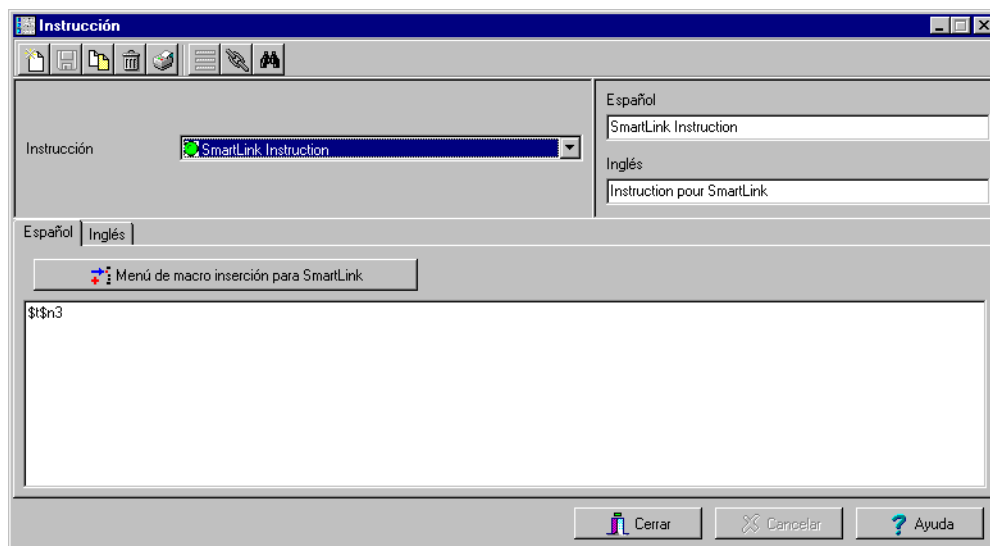 Instrucción
Español
SmartLink Instruction
Instrucción
SmartLink Instruction
Inglés
Instruction pour SmartLink
Español
Inglés
Menú de macro inserción para SmartLink
$t$n3
Cerrar
Cancelar
Ayuda